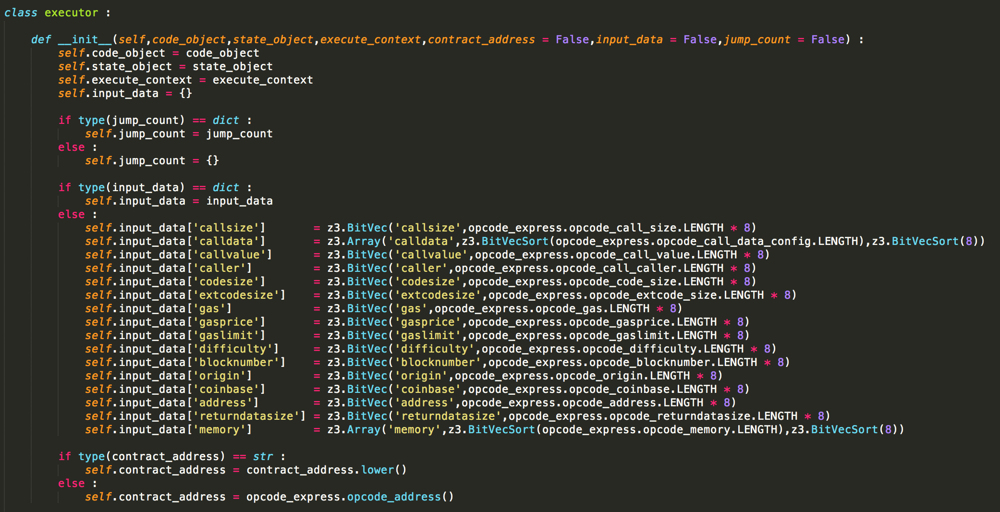 class executor :
def __init__(self,code_object,state_object,execute_context,contract_address = False,input_data = False,jump_count = False) :
self.code_object = code_object
self.state_object = state_object
self.execute_context = execute_context
self.input_data = {}
if type(jump_count) == dict :
self.jump_count = jump_count
else :
self.jump_count = {}
if type(input_data) == dict :
self.input_data = input_data
else :
self.input_data['callsize']       = z3.BitVec('callsize',opcode_express.opcode_call_size.LENGTH * 8)
self.input_data['calldata']       = z3.Array('calldata',z3.BitVecSort(opcode_express.opcode_call_data_config.LENGTH),z3.BitVecSort(8))
self.input_data['callvalue']      = z3.BitVec('callvalue',opcode_express.opcode_call_value.LENGTH * 8)
self.input_data['caller']         = z3.BitVec('caller',opcode_express.opcode_call_caller.LENGTH * 8)
self.input_data['codesize']       = z3.BitVec('codesize',opcode_express.opcode_code_size.LENGTH * 8)
self.input_data['extcodesize']    = z3.BitVec('extcodesize',opcode_express.opcode_extcode_size.LENGTH * 8)
self.input_data['gas']            = z3.BitVec('gas',opcode_express.opcode_gas.LENGTH * 8)
self.input_data['gasprice']       = z3.BitVec('gasprice',opcode_express.opcode_gasprice.LENGTH * 8)
self.input_data['gaslimit']       = z3.BitVec('gaslimit',opcode_express.opcode_gaslimit.LENGTH * 8)
self.input_data['difficulty']     = z3.BitVec('difficulty',opcode_express.opcode_difficulty.LENGTH * 8)
self.input_data['blocknumber']    = z3.BitVec('blocknumber',opcode_express.opcode_blocknumber.LENGTH * 8)
self.input_data['origin']         = z3.BitVec('origin',opcode_express.opcode_origin.LENGTH * 8)
self.input_data['coinbase']       = z3.BitVec('coinbase',opcode_express.opcode_coinbase.LENGTH * 8)
self.input_data['address']        = z3.BitVec('address',opcode_express.opcode_address.LENGTH * 8)
self.input_data['returndatasize'] = z3.BitVec('returndatasize',opcode_express.opcode_returndatasize.LENGTH * 8)
self.input_data['memory']         = z3.Array('memory',z3.BitVecSort(opcode_express.opcode_memory.LENGTH),z3.BitVecSort(8))
if type(contract_address) == str :
self.contract_address = contract_address.lower()
else :
self.contract_address = opcode_express.opcode_address()